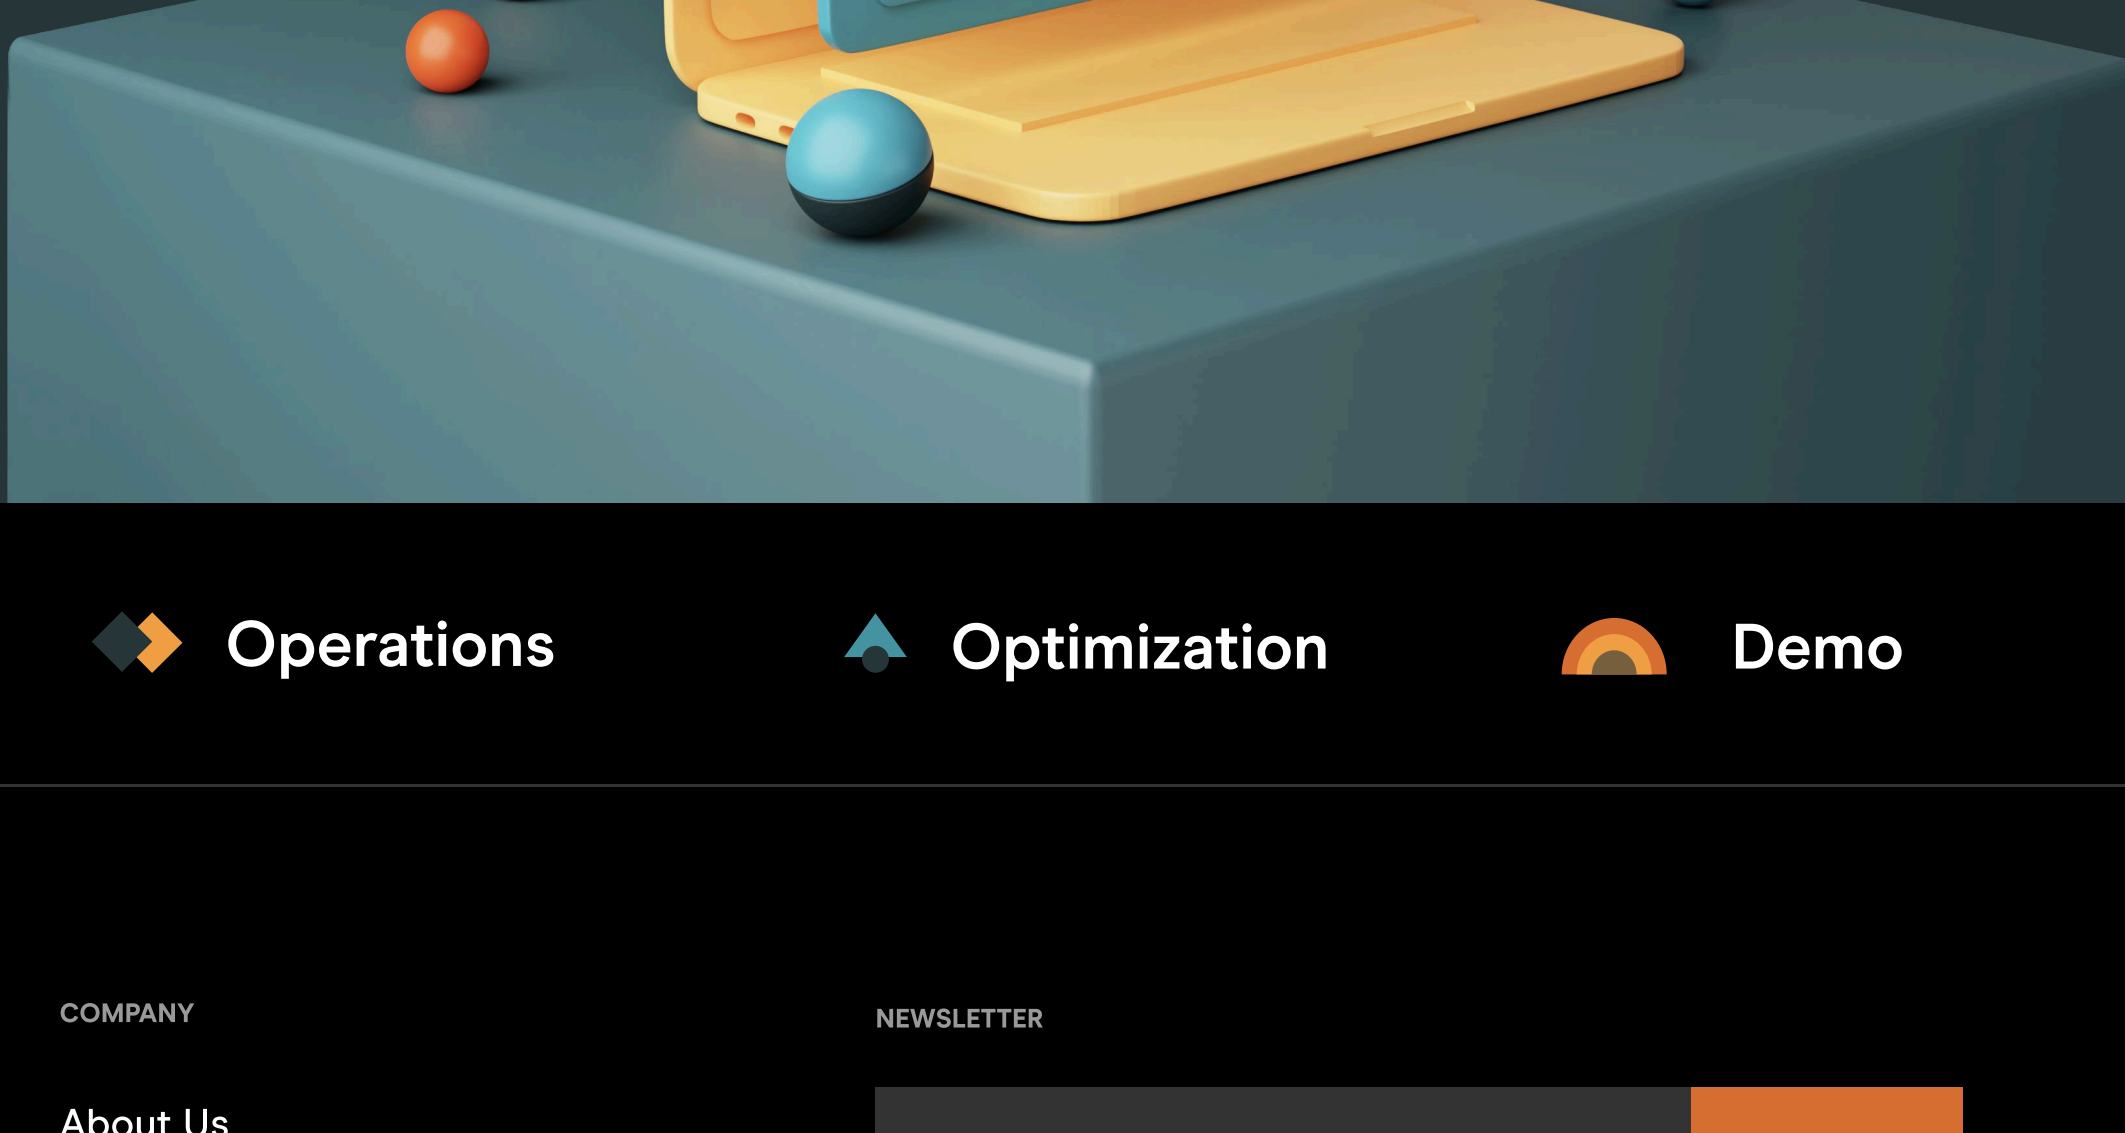 Operations
Optimization
Demo
COMPANY
NEWSLETTER
About Us